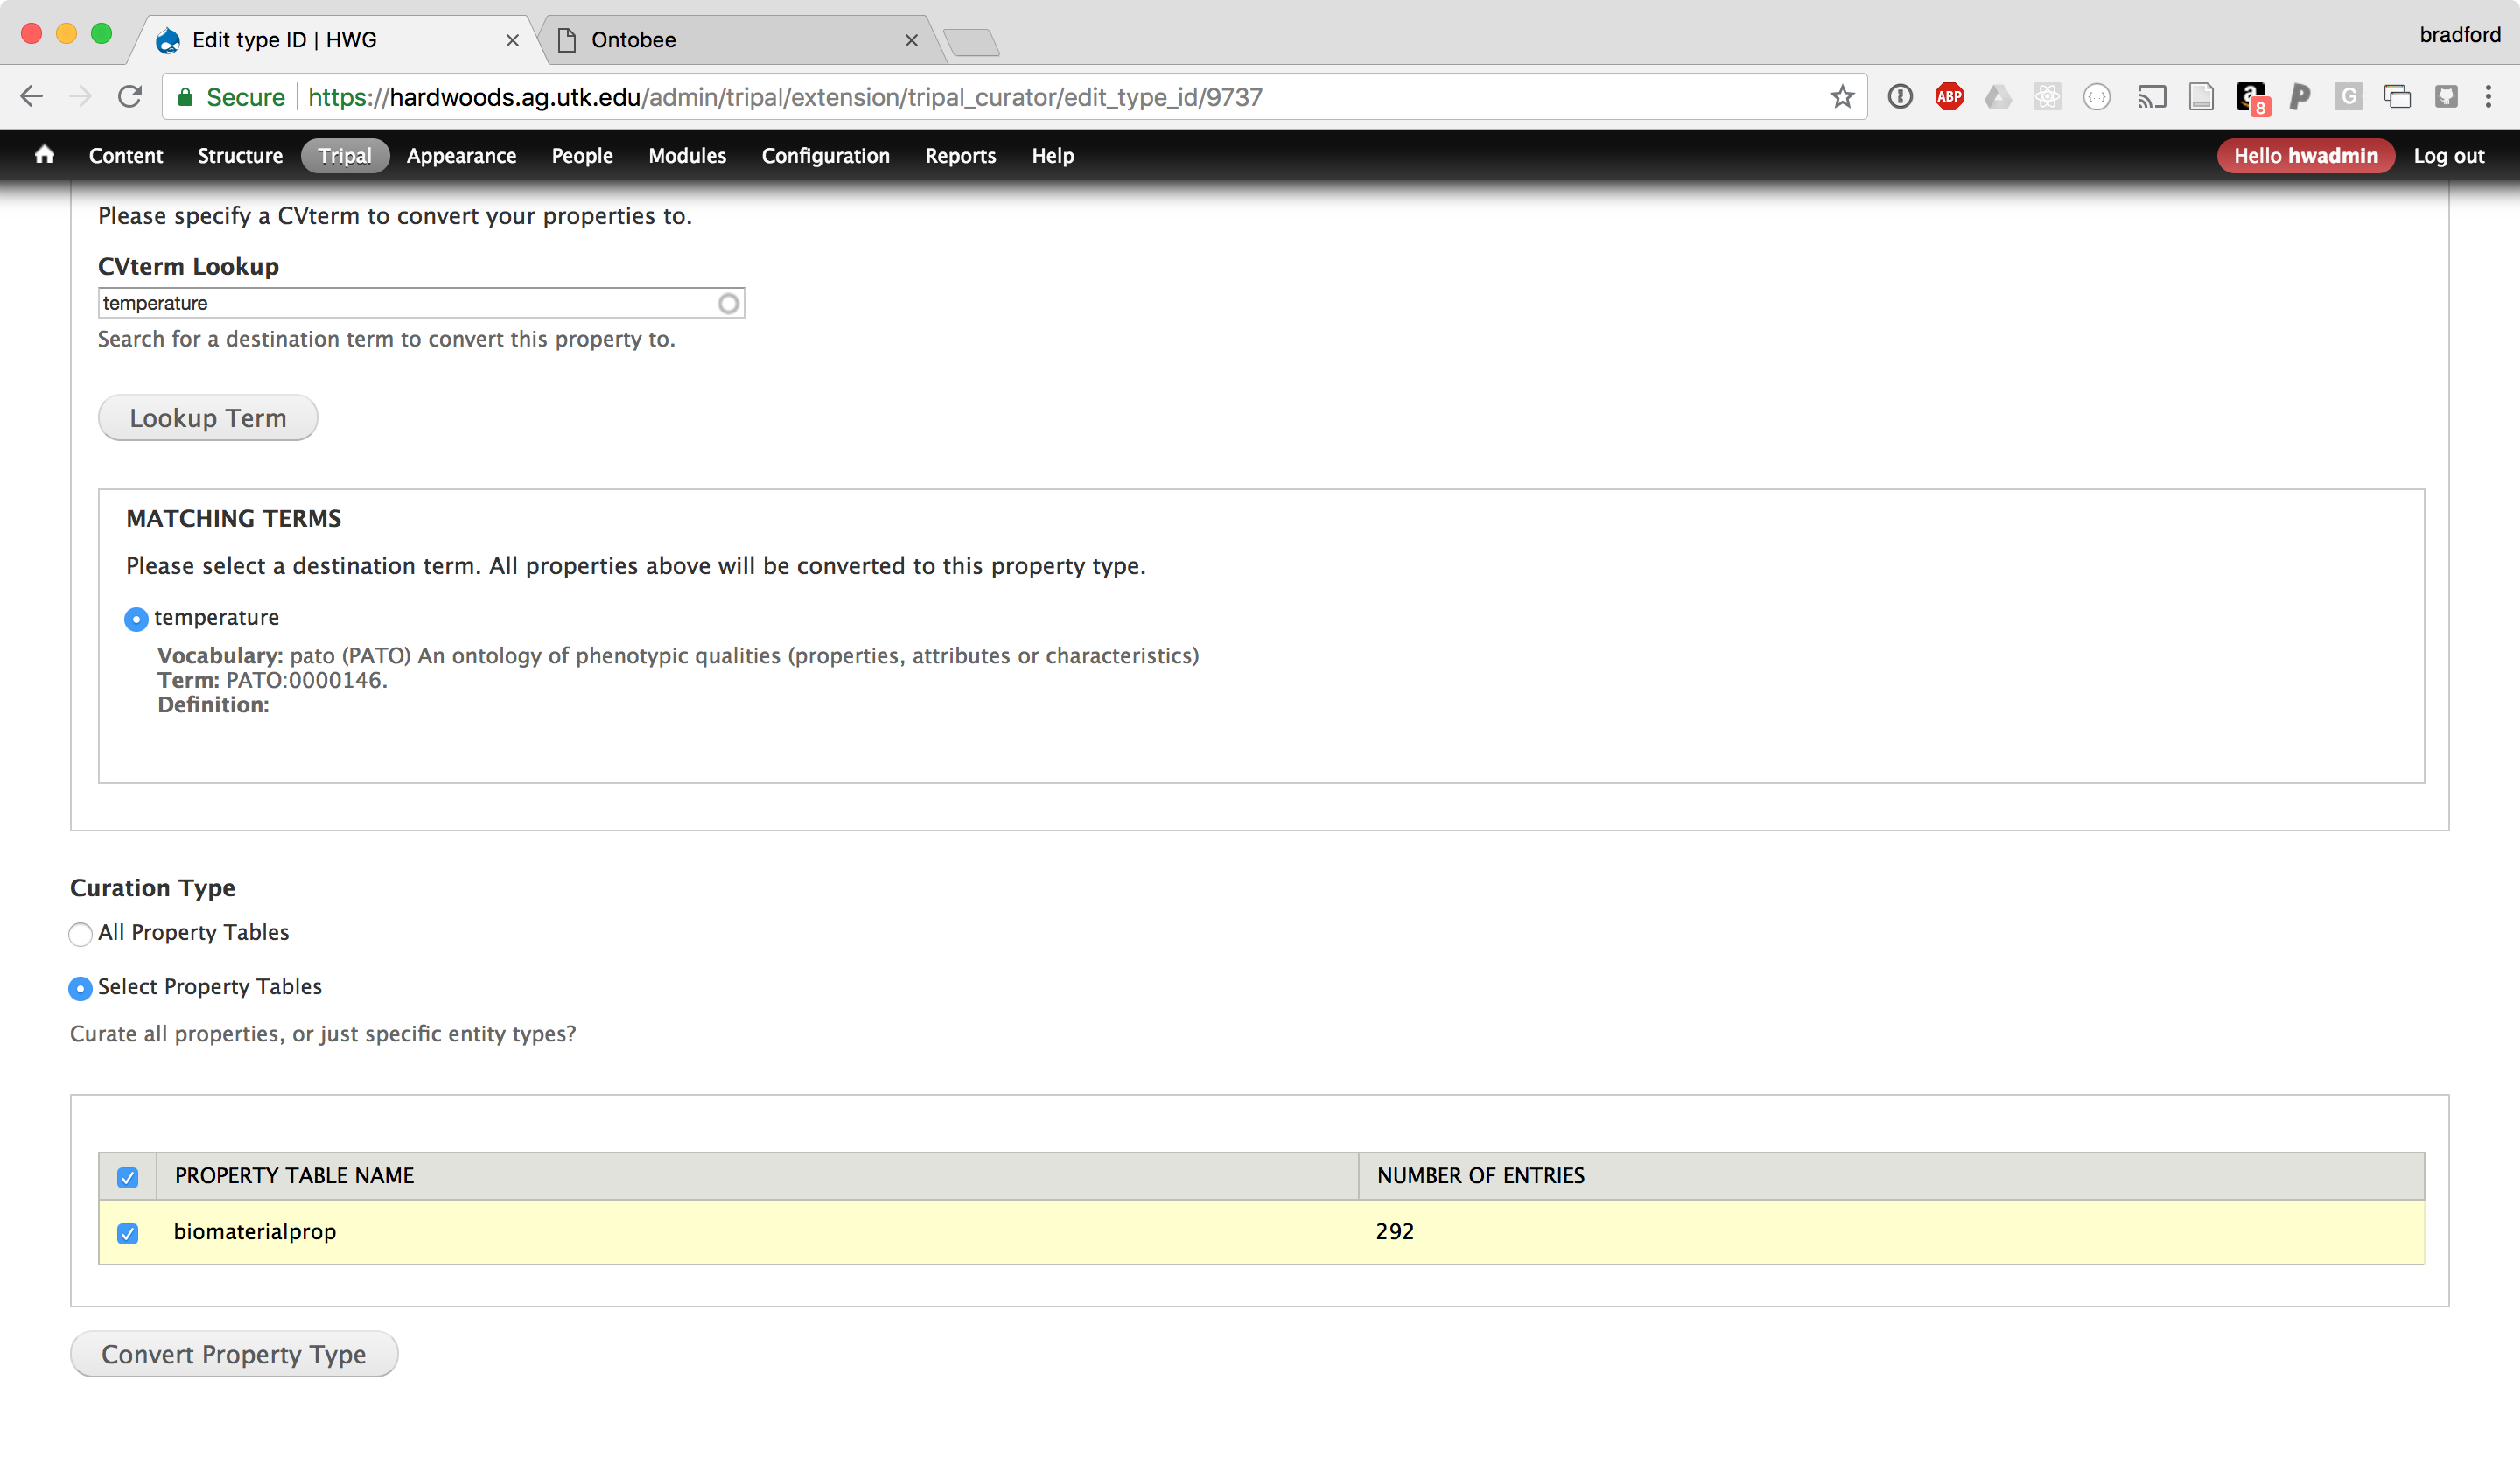 Edit type ID | HWG
Ontobee
bradford
Secure https://hardwoods.ag.utk.edu/admin/tripal/extension/tripal_curator/edit_type_id/9737
ABP
{...}
a 8
P
G
Content Structure Tripal Appearance People Modules Configuration Reports Help Hello hwadmin Log out
Please specify a CVterm to convert your properties to.
CVterm Lookup
temperature
Search for a destination term to convert this property to.
Lookup Term
MATCHING TERMS
Please select a destination term. All properties above will be converted to this property type.
temperature
Vocabulary: pato (PATO) An ontology of phenotypic qualities (properties, attributes or characteristics)
Term: PATO:0000146.
Definition:
Curation Type
All Property Tables
Select Property Tables
Curate all properties, or just specific entity types?
PROPERTY TABLE NAME NUMBER OF ENTRIES
biomaterialprop 292
Convert Property Type